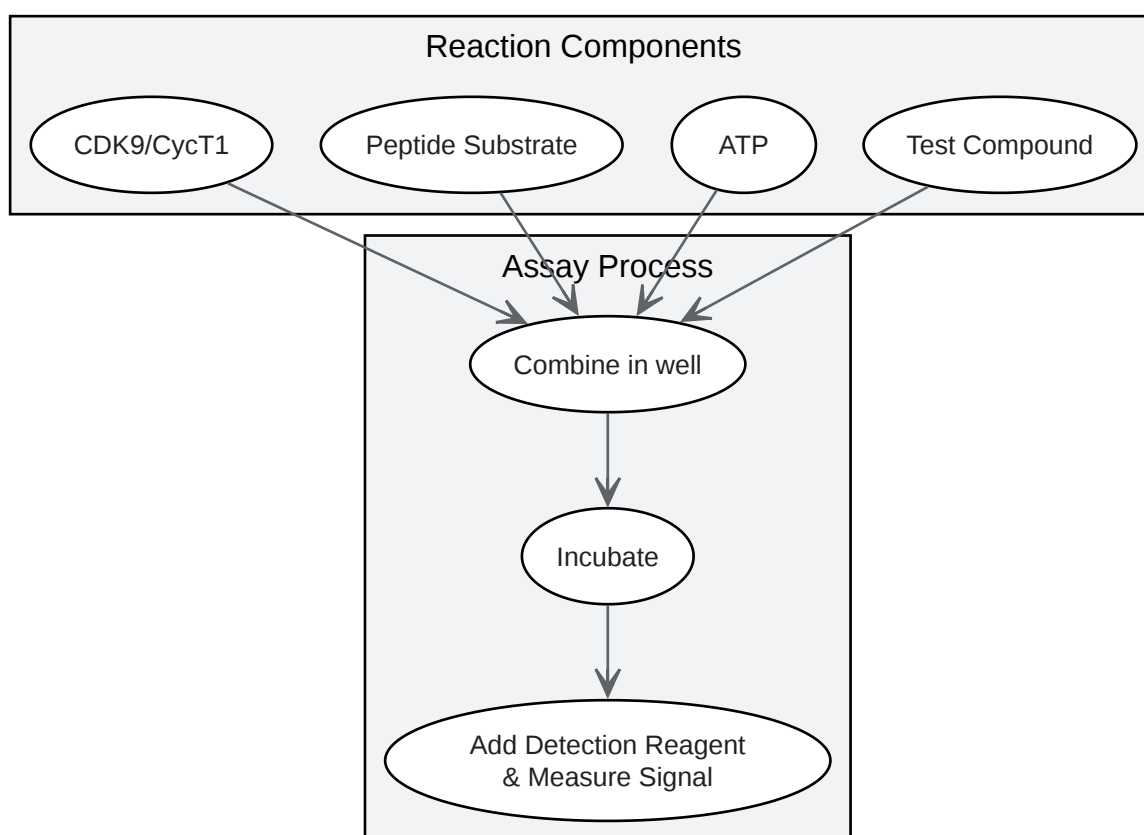 Reaction Components
CDK9/CycT1
Peptide Substrate
ATP
Test Compound
Assay Process
Combine in well
Incubate
Add Detection Reagent
& Measure Signal